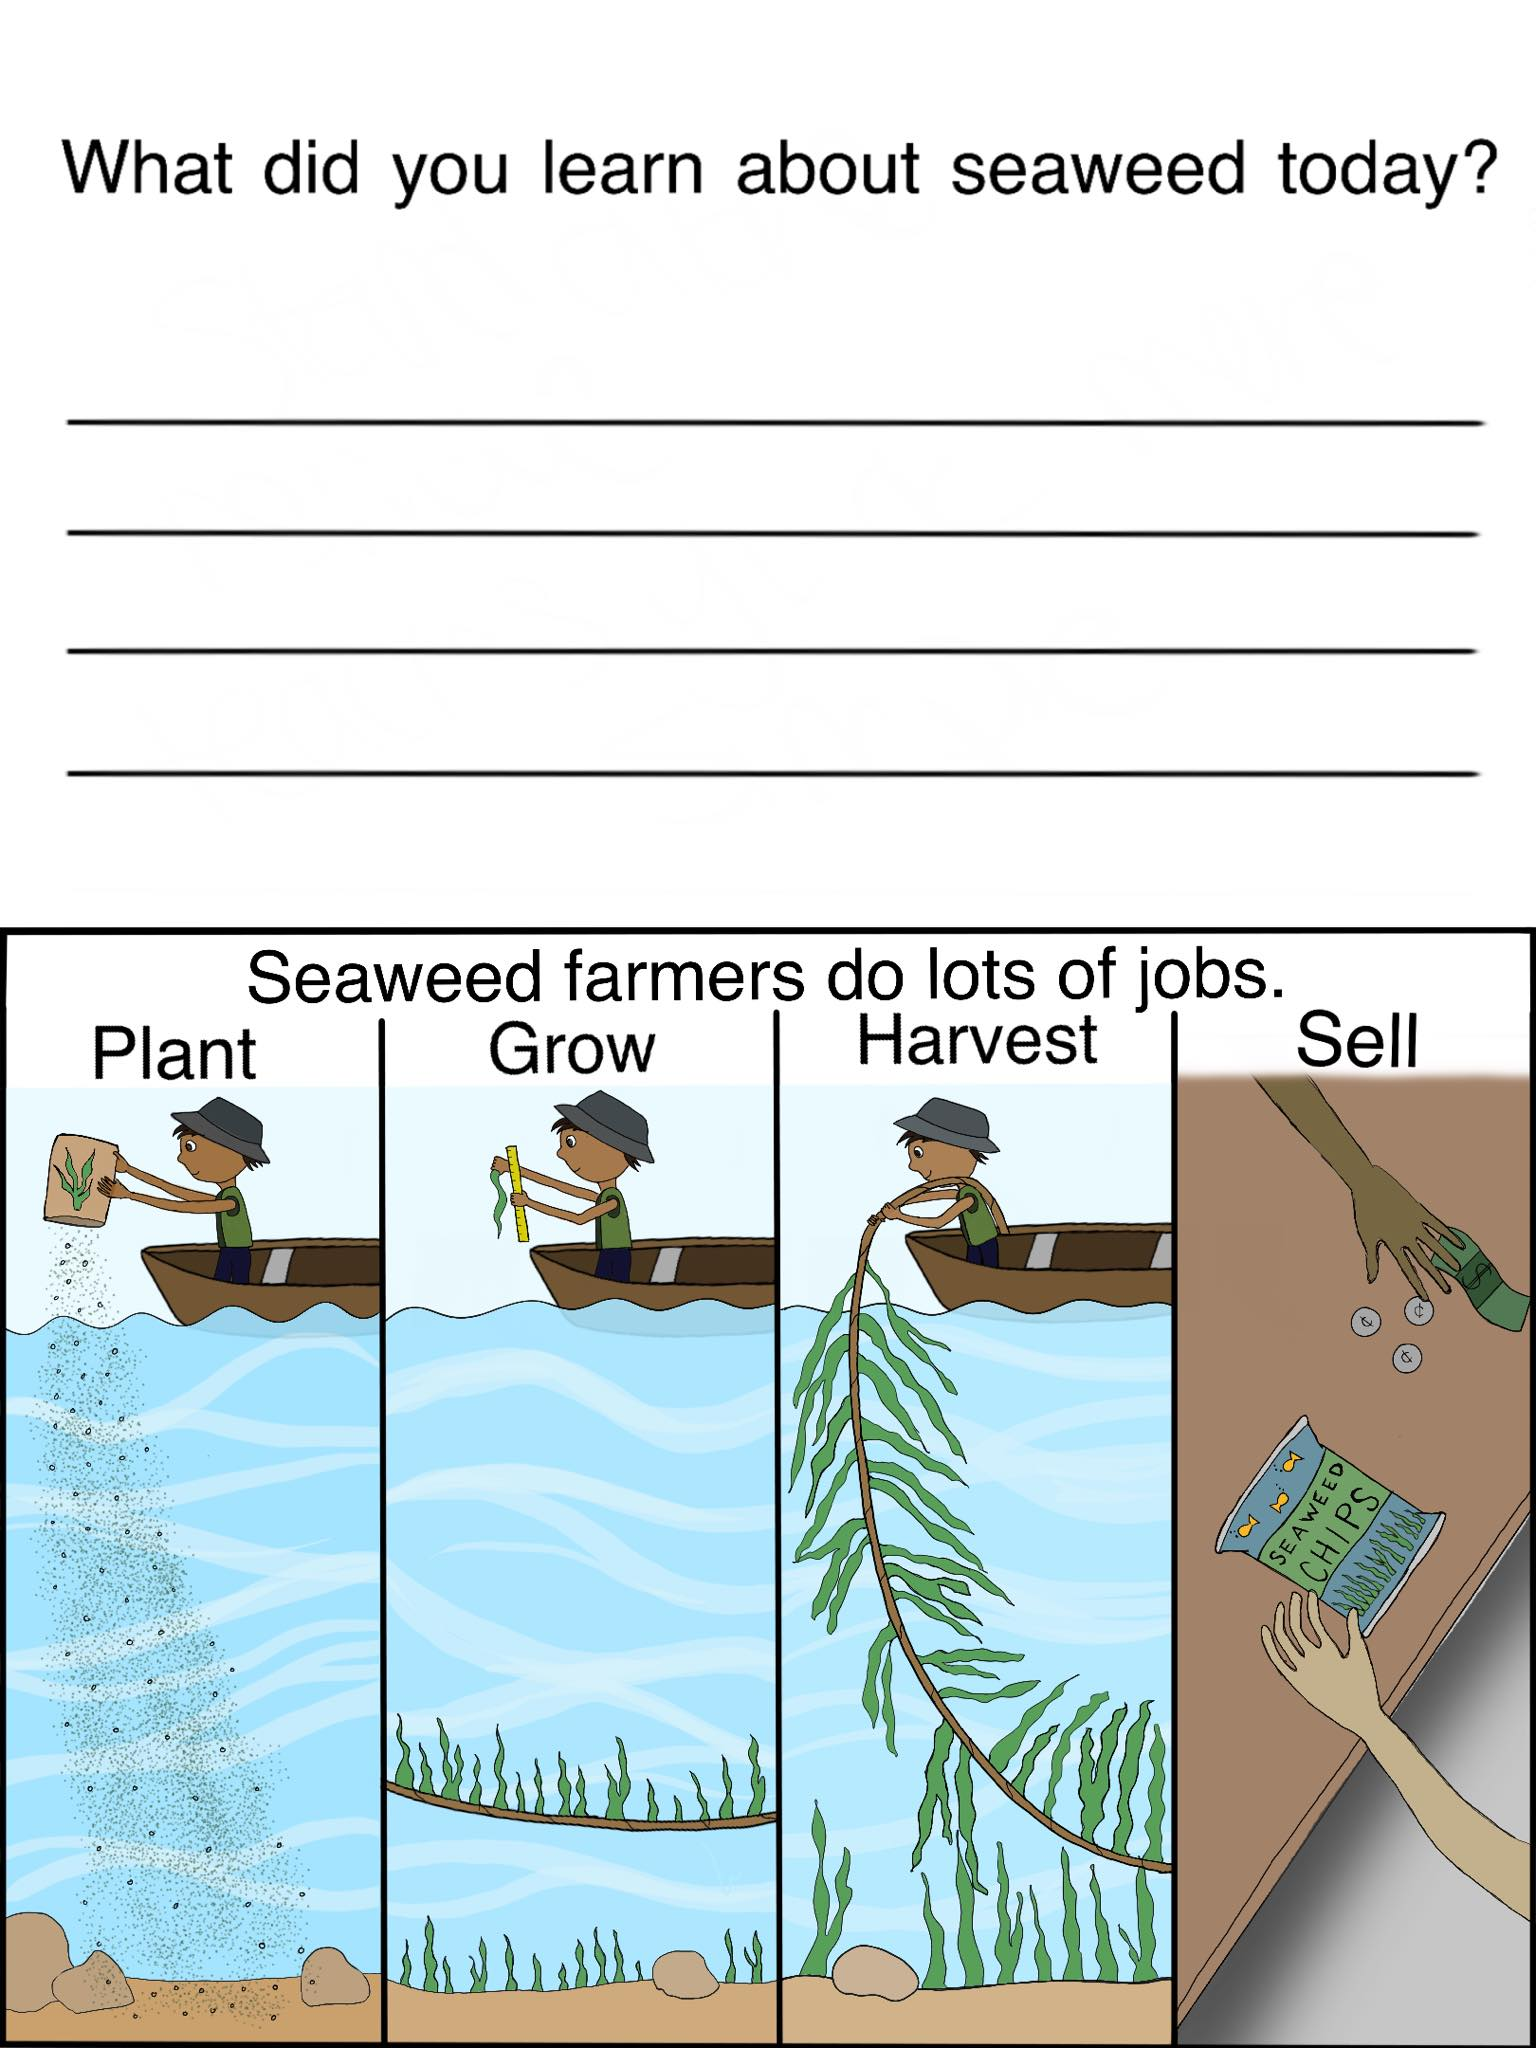 What did you learn about seaweed today?
Seaweed farmers do lots of jobs.
Plant
Grow
Harvest
Sell
$
¢
¢
¢
SEAWEED
CHIPS